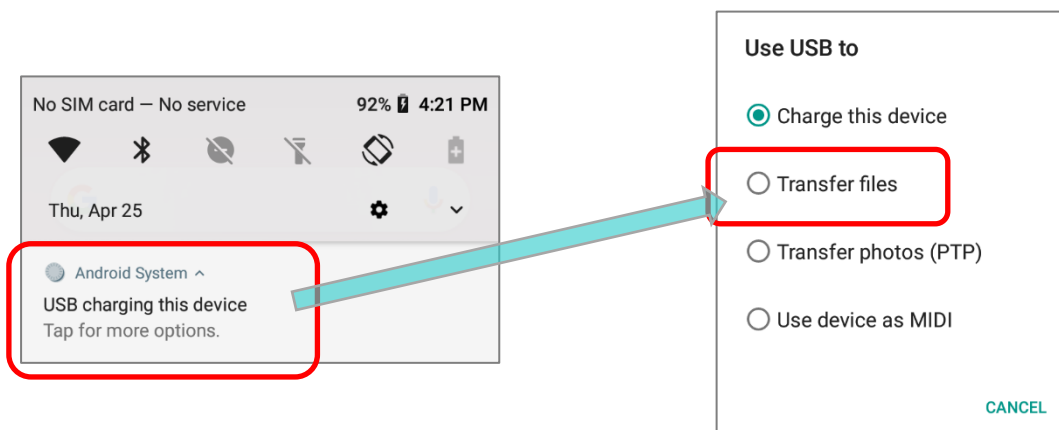 No SIM card — No service 92% 4:21 PM
Thu, Apr 25
Android System
USB charging this device
Tap for more options.
Use USB to
Charge this device
Transfer files
Transfer photos (PTP)
Use device as MIDI
CANCEL